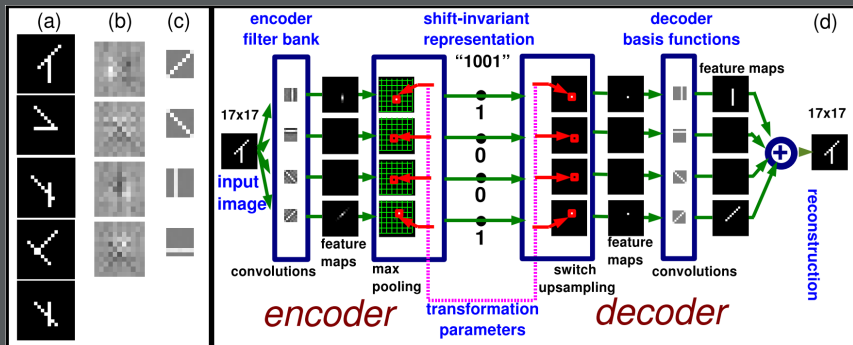 (a)
(b)
(c)
(d)
encoder
filter bank
shift-invariant
representation
"1001"
decoder
basis functions
feature maps
17x17
17x17
input
image
1
0
0
1
reconstruction
convolutions
feature
maps
max
pooling
switch
upsampling
feature
maps
convolutions
encoder
transformation
parameters
decoder